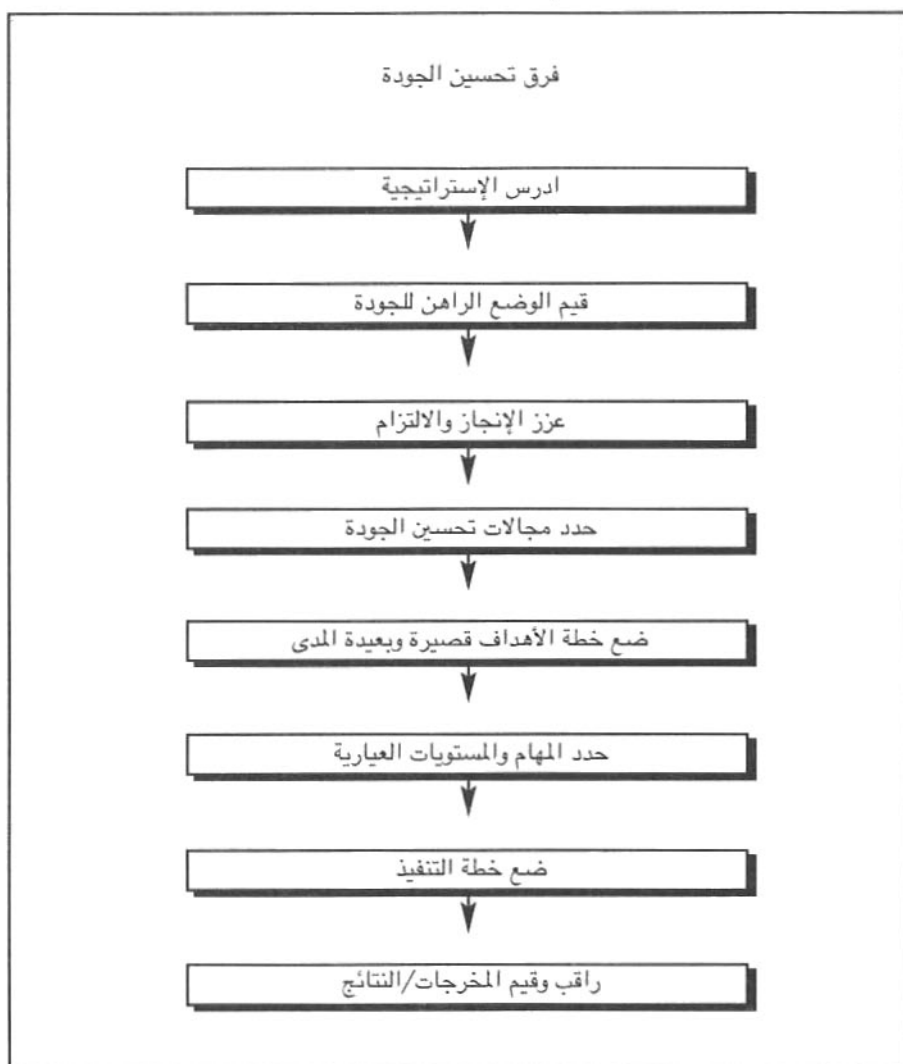 فرق تحسين الجودة
ادرس الإستراتيجية
قيم الوضع الراهن للجودة
عزز الإنجاز والالتزام
حدد مجالات تحسين الجودة
ضع خطة الأهداف قصيرة وبعيدة المدى
حدد المهام والمستويات العيارية
ضع خطة التنفيذ
راقب وقيم المخرجات/النتائج